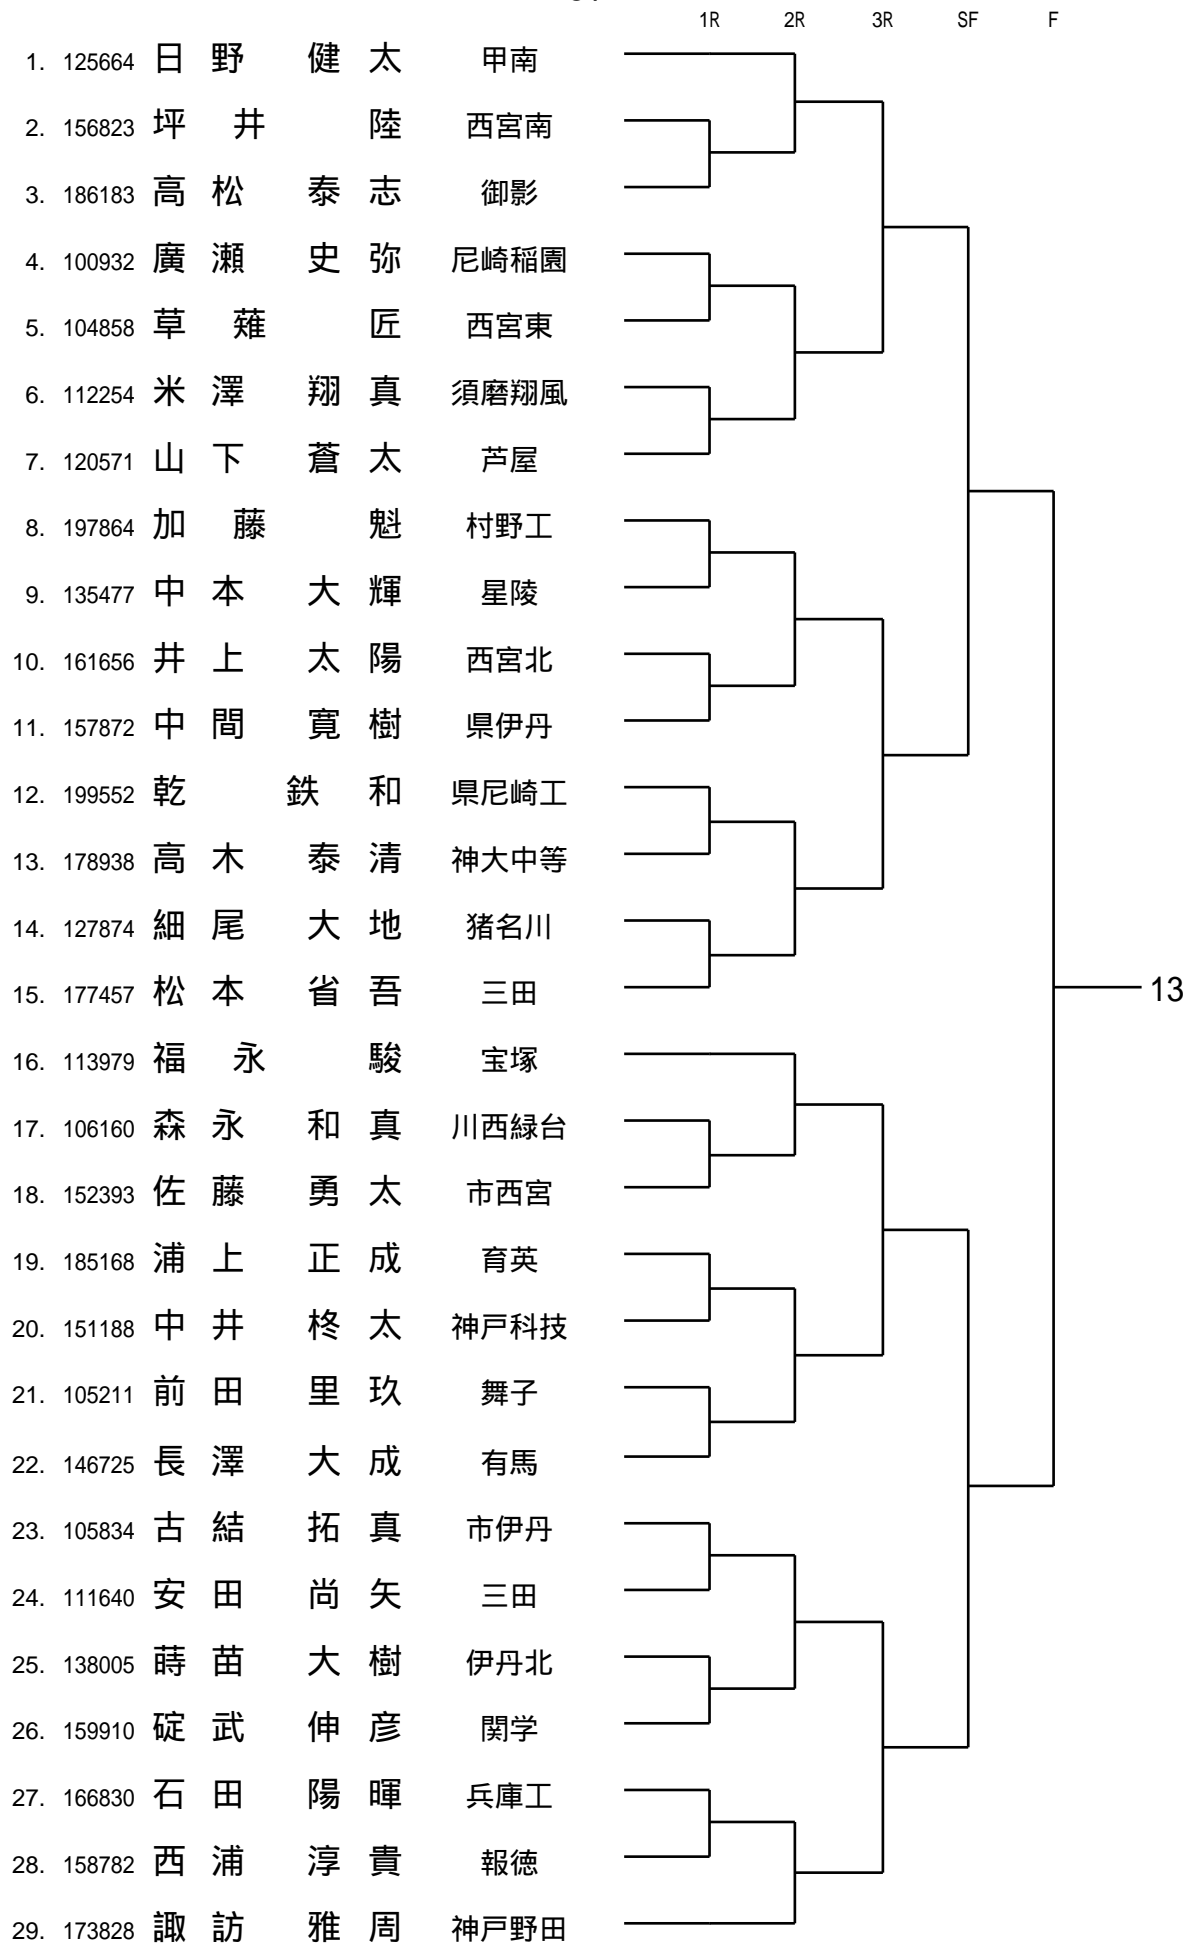 1R 2R 3R SF F
1. 125664 日野 健太 甲南
2. 156823 坪井 陸 西宮南
3. 186183 高松 泰志 御影
4. 100932 廣瀬 史弥 尼崎稲園
5. 104858 草薙 匠 西宮東
6. 112254 米澤 翔真 須磨翔風
7. 120571 山下 蒼太 芦屋
8. 197864 加藤 魁 村野工
9. 135477 中本 大輝 星陵
10. 161656 井上 太陽 西宮北
11. 157872 中間 寛樹 県伊丹
12. 199552 乾 鉄和 県尼崎工
13. 178938 高木 泰清 神大中等
14. 127874 細尾 大地 猪名川
15. 177457 松本 省吾 三田
13
16. 113979 福永 駿 宝塚
17. 106160 森永 和真 川西緑台
18. 152393 佐藤 勇太 市西宮
19. 185168 浦上 正成 育英
20. 151188 中井 柊太 神戸科技
21. 105211 前田 里玖 舞子
22. 146725 長澤 大成 有馬
23. 105834 古結 拓真 市伊丹
24. 111640 安田 尚矢 三田
25. 138005 蒔苗 大樹 伊丹北
26. 159910 碇武 伸彦 関学
27. 166830 石田 陽暉 兵庫工
28. 158782 西浦 淳貴 報徳
29. 173828 諏訪 雅周 神戸野田